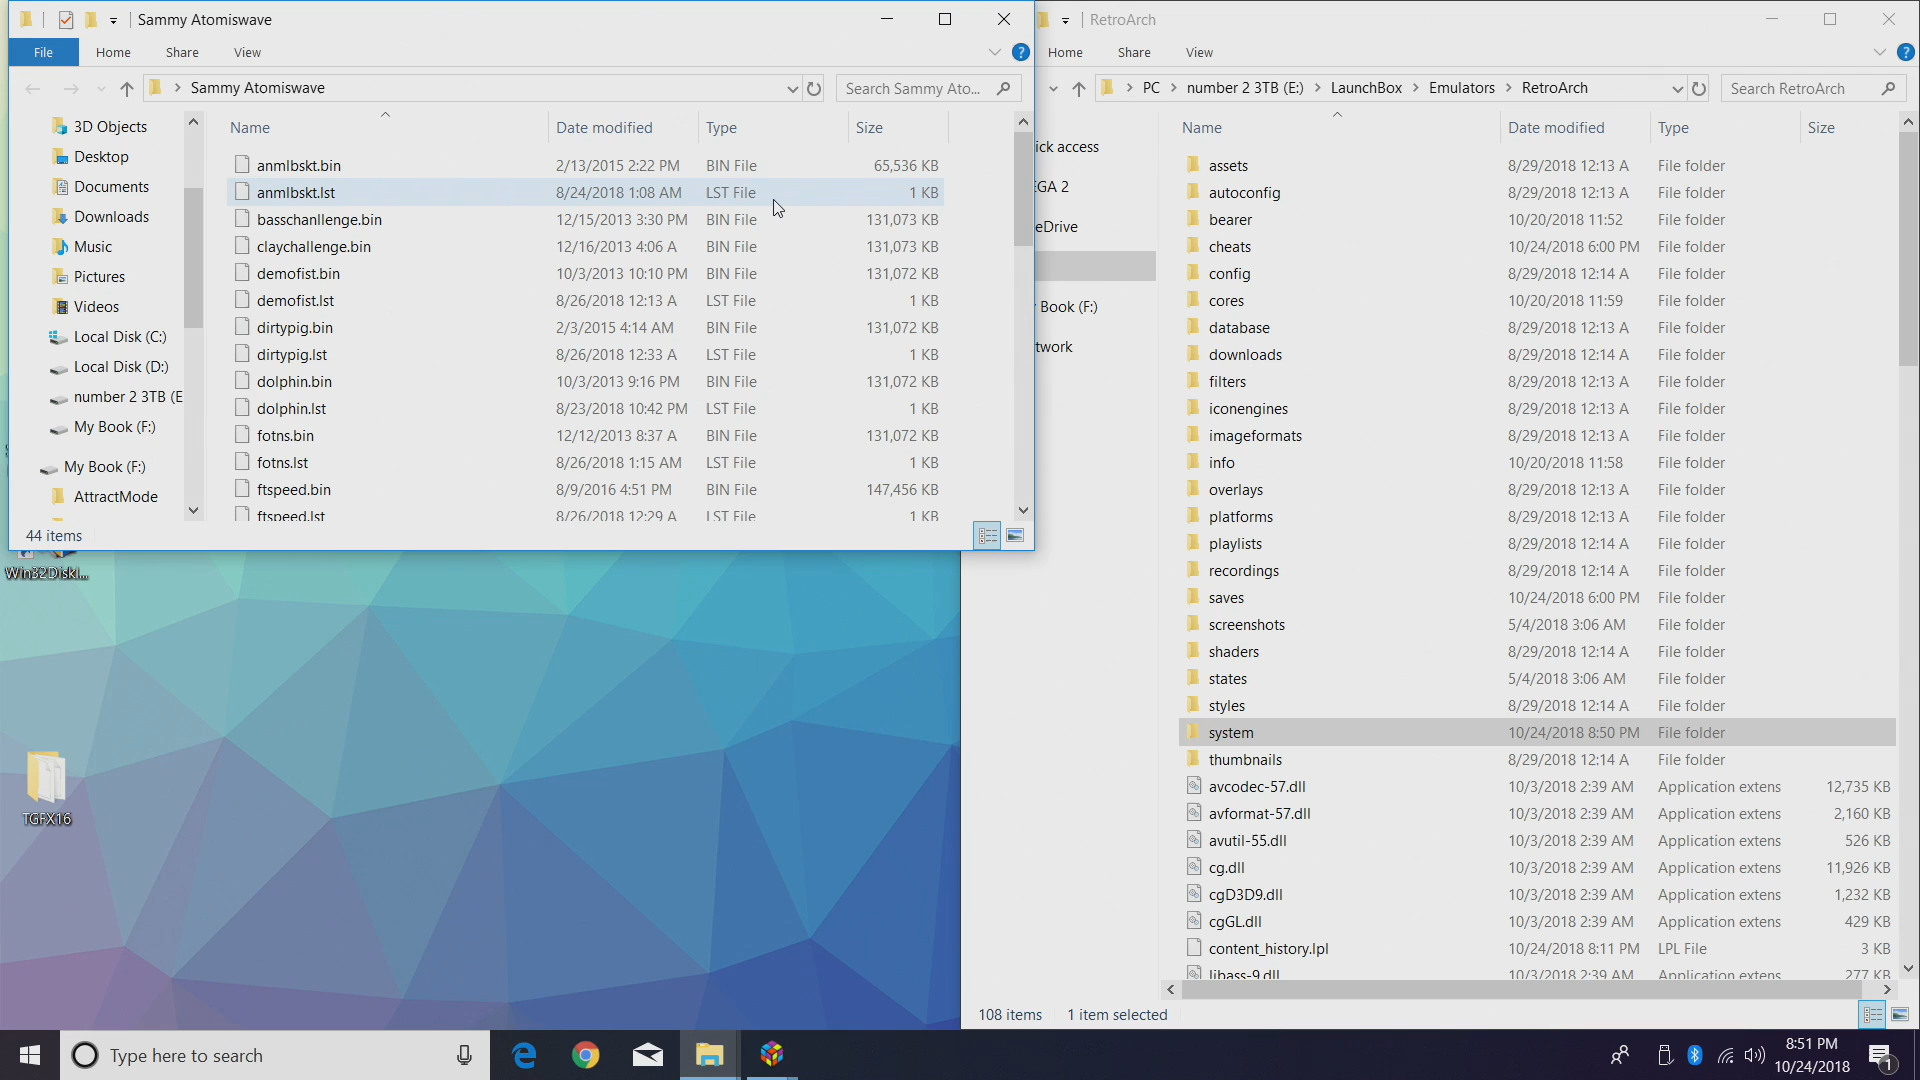 Sammy Atomiswave
File Home Share View
Sammy Atomiswave Search Sammy Ato...
3D Objects
Desktop
Documents
Downloads
Music
Pictures
Videos
Local Disk (C:)
Local Disk (D:)
number 2 3TB (E
My Book (F:)
My Book (F:)
AttractMode
Name Date modified Type Size
anmlbskt.bin 2/13/2015 2:22 PM BIN File 65,536 KB
anmlbskt.lst 8/24/2018 1:08 AM LST File 1 KB
basschanllenge.bin 12/15/2013 3:30 PM BIN File 131,073 KB
claychallenge.bin 12/16/2013 4:06 A BIN File 131,073 KB
demofist.bin 10/3/2013 10:10 PM BIN File 131,072 KB
demofist.lst 8/26/2018 12:13 A LST File 1 KB
dirtypig.bin 2/3/2015 4:14 AM BIN File 131,072 KB
dirtypig.lst 8/26/2018 12:33 A LST File 1 KB
dolphin.bin 10/3/2013 9:16 PM BIN File 131,072 KB
dolphin.lst 8/23/2018 10:42 PM LST File 1 KB
fotns.bin 12/12/2013 8:37 A BIN File 131,072 KB
fotns.lst 8/26/2018 1:15 AM LST File 1 KB
ftspeed.bin 8/9/2016 4:51 PM BIN File 147,456 KB
ftspeed.lst 8/26/2018 12:29 A LST File 1 KB
44 items
Win32Diski...
TGFX16
RetroArch
Home Share View
PC number 2 3TB (E:) LaunchBox Emulators RetroArch Search RetroArch
ick access
GA 2
eDrive
Book (F:)
twork
Name Date modified Type Size
assets 8/29/2018 12:13 A File folder
autoconfig 8/29/2018 12:13 A File folder
bearer 10/20/2018 11:52 File folder
cheats 10/24/2018 6:00 PM File folder
config 8/29/2018 12:14 A File folder
cores 10/20/2018 11:59 File folder
database 8/29/2018 12:13 A File folder
downloads 8/29/2018 12:14 A File folder
filters 8/29/2018 12:13 A File folder
iconengines 8/29/2018 12:13 A File folder
imageformats 8/29/2018 12:13 A File folder
info 10/20/2018 11:58 File folder
overlays 8/29/2018 12:13 A File folder
platforms 8/29/2018 12:13 A File folder
playlists 8/29/2018 12:14 A File folder
recordings 8/29/2018 12:14 A File folder
saves 10/24/2018 6:00 PM File folder
screenshots 5/4/2018 3:06 AM File folder
shaders 8/29/2018 12:14 A File folder
states 5/4/2018 3:06 AM File folder
styles 8/29/2018 12:14 A File folder
system 10/24/2018 8:50 PM File folder
thumbnails 8/29/2018 12:14 A File folder
avcodec-57.dll 10/3/2018 2:39 AM Application extens 12,735 KB
avformat-57.dll 10/3/2018 2:39 AM Application extens 2,160 KB
avutil-55.dll 10/3/2018 2:39 AM Application extens 526 KB
cg.dll 10/3/2018 2:39 AM Application extens 11,926 KB
cgD3D9.dll 10/3/2018 2:39 AM Application extens 1,232 KB
cgGL.dll 10/3/2018 2:39 AM Application extens 429 KB
content_history.lpl 10/24/2018 8:11 PM LPL File 3 KB
libass-9.dll 10/3/2018 2:39 AM Application extens 277 KB
108 items 1 item selected
Type here to search
8:51 PM
10/24/2018
1